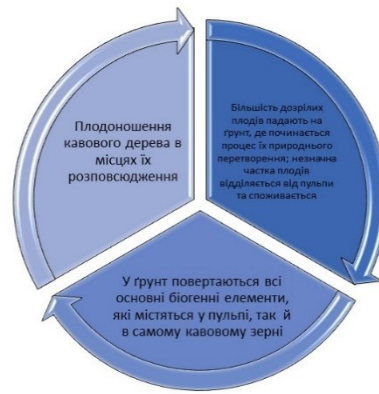 Плодоношення
кавового дерева в
місцях їх
розповсюдження
Більшість дозрілих
плодів падають на
ґрунт, де починається
процес їх природнього
перетворення; незначна
частка плодів
відділяється від пульпи
та споживається
У ґрунт повертаються всі
основні біогенні елементи,
які містяться у пульпі, так й
в самому кавовому зерні